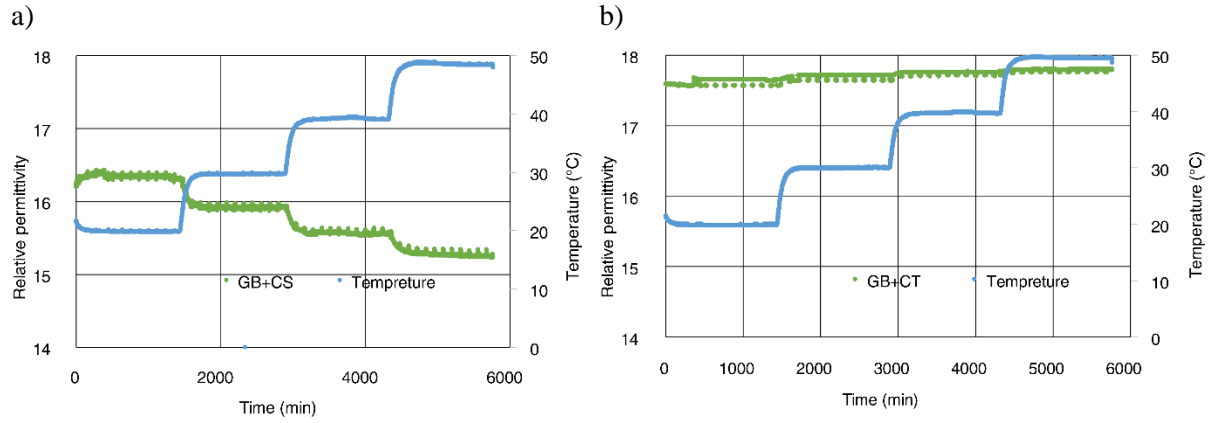 a)
18
17
16
15
14
Relative permittivity
50
40
30
20
10
0
Temperature (°C)
GB+CS
Tempreture
0
2000
4000
6000
Time (min)
b)
18
17
16
15
14
Relative permittivity
50
40
30
20
10
0
Temperature (°C)
GB+CT
Tempreture
0
1000
2000
3000
4000
5000
6000
Time (min)